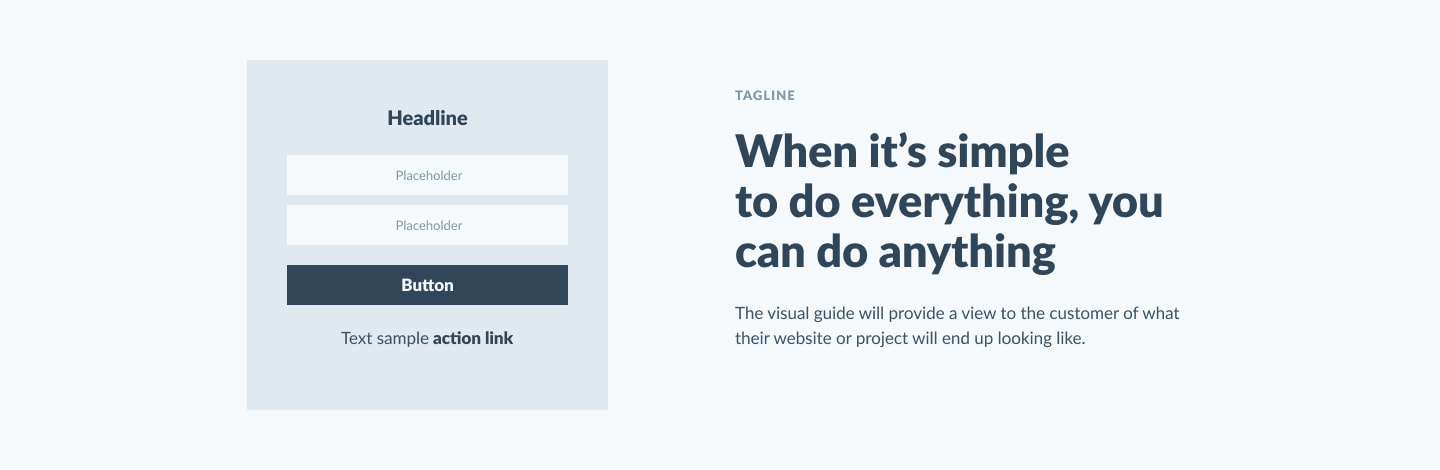 Headline
Placeholder
Placeholder
Button
Text sample action link
TAGLINE
When it’s simple
to do everything, you
can do anything
The visual guide will provide a view to the customer of what
their website or project will end up looking like.